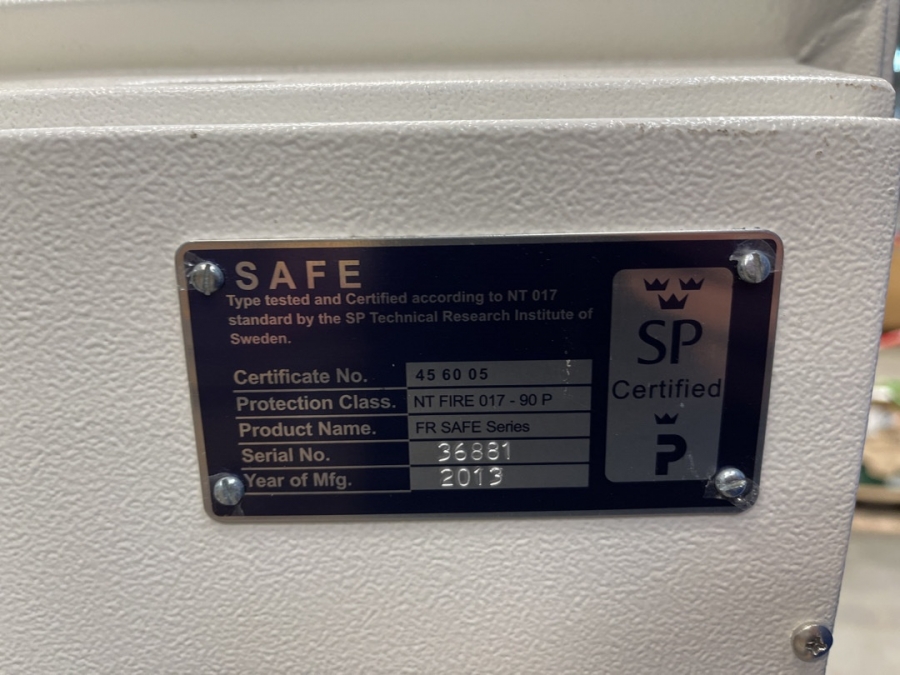 SAFE
Type tested and Certified according to NT 017
standard by the SP Technical Research Institute of
Sweden.
Certificate No. 45 60 05
Protection Class. NT FIRE 017 - 90 P
Product Name. FR SAFE Series
Serial No. 36881
Year of Mfg. 2013
SP
Certified
P